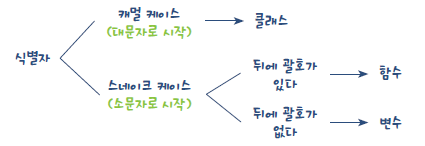 캐멀 케이스
(대문자로 시작)
클래스
식별자
스네이크 케이스
(소문자로 시작)
뒤에 괄호가
있다
함수
뒤에 괄호가
없다
변수